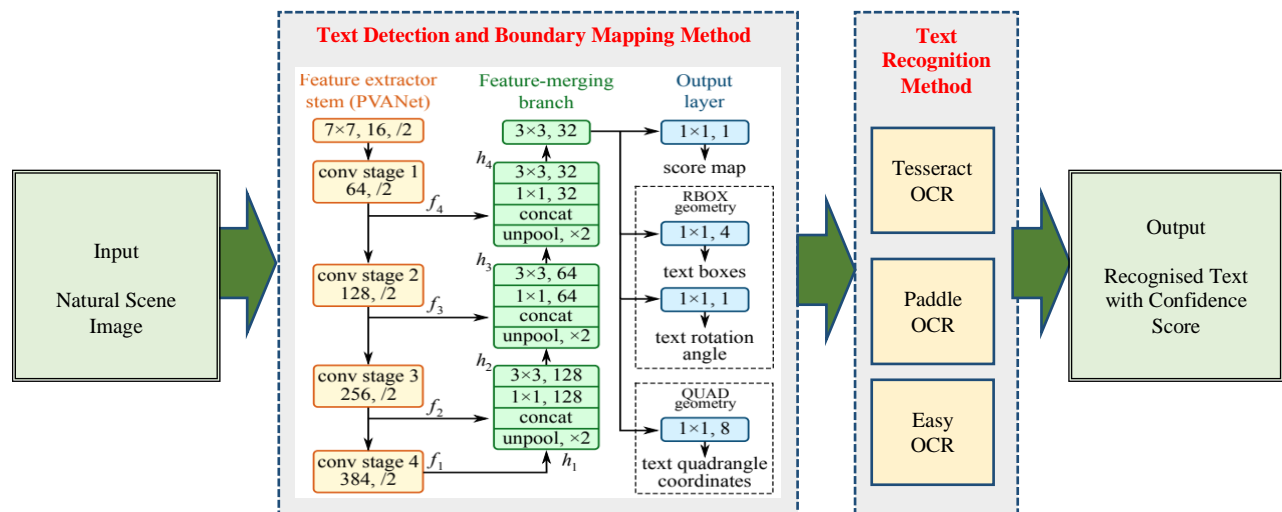 Input
Natural Scene
Image
Text Detection and Boundary Mapping Method
Feature extractor
stem (PVANet)
7×7, 16, /2
conv stage 1
64, /2
f4
conv stage 2
128, /2
f3
conv stage 3
256, /2
f2
conv stage 4
384, /2
f1
Feature-merging
branch
3×3, 32
h4
3×3, 32
1×1, 32
concat
unpool, ×2
h3
3×3, 64
1×1, 64
concat
unpool, ×2
h2
3×3, 128
1×1, 128
concat
unpool, ×2
h1
Output
layer
1×1, 1
score map
RBOX
geometry
1×1, 4
text boxes
1×1, 1
text rotation
angle
QUAD
geometry
1×1, 8
text quadrangle
coordinates
Text
Recognition
Method
Tesseract
OCR
Paddle
OCR
Easy
OCR
Output
Recognised Text
with Confidence
Score